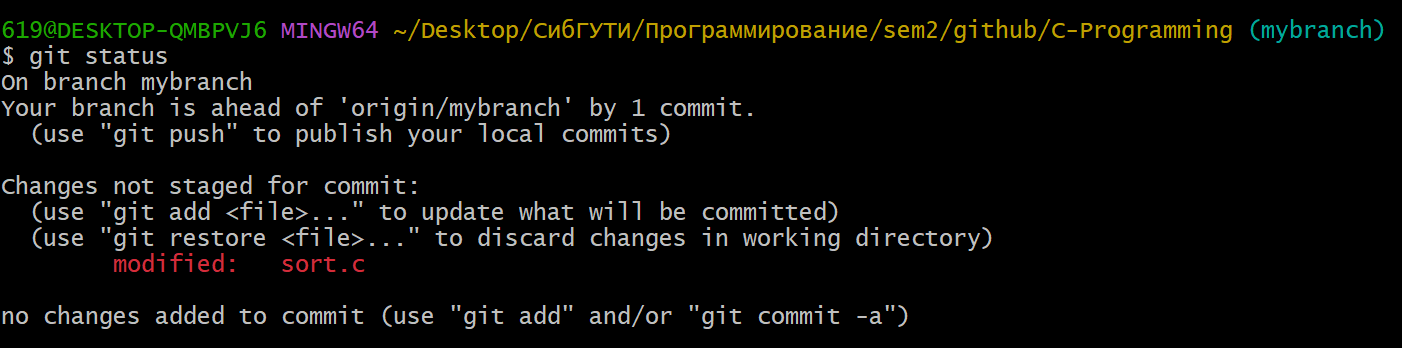 619@DESKTOP-QMBPVJ6 MINGW64 ~/Desktop/СибГУТИ/Программирование/sem2/github/C-Programming (mybranch)
$ git status
On branch mybranch
Your branch is ahead of 'origin/mybranch' by 1 commit.
  (use "git push" to publish your local commits)

Changes not staged for commit:
  (use "git add <file>..." to update what will be committed)
  (use "git restore <file>..." to discard changes in working directory)
        modified:   sort.c

no changes added to commit (use "git add" and/or "git commit -a")